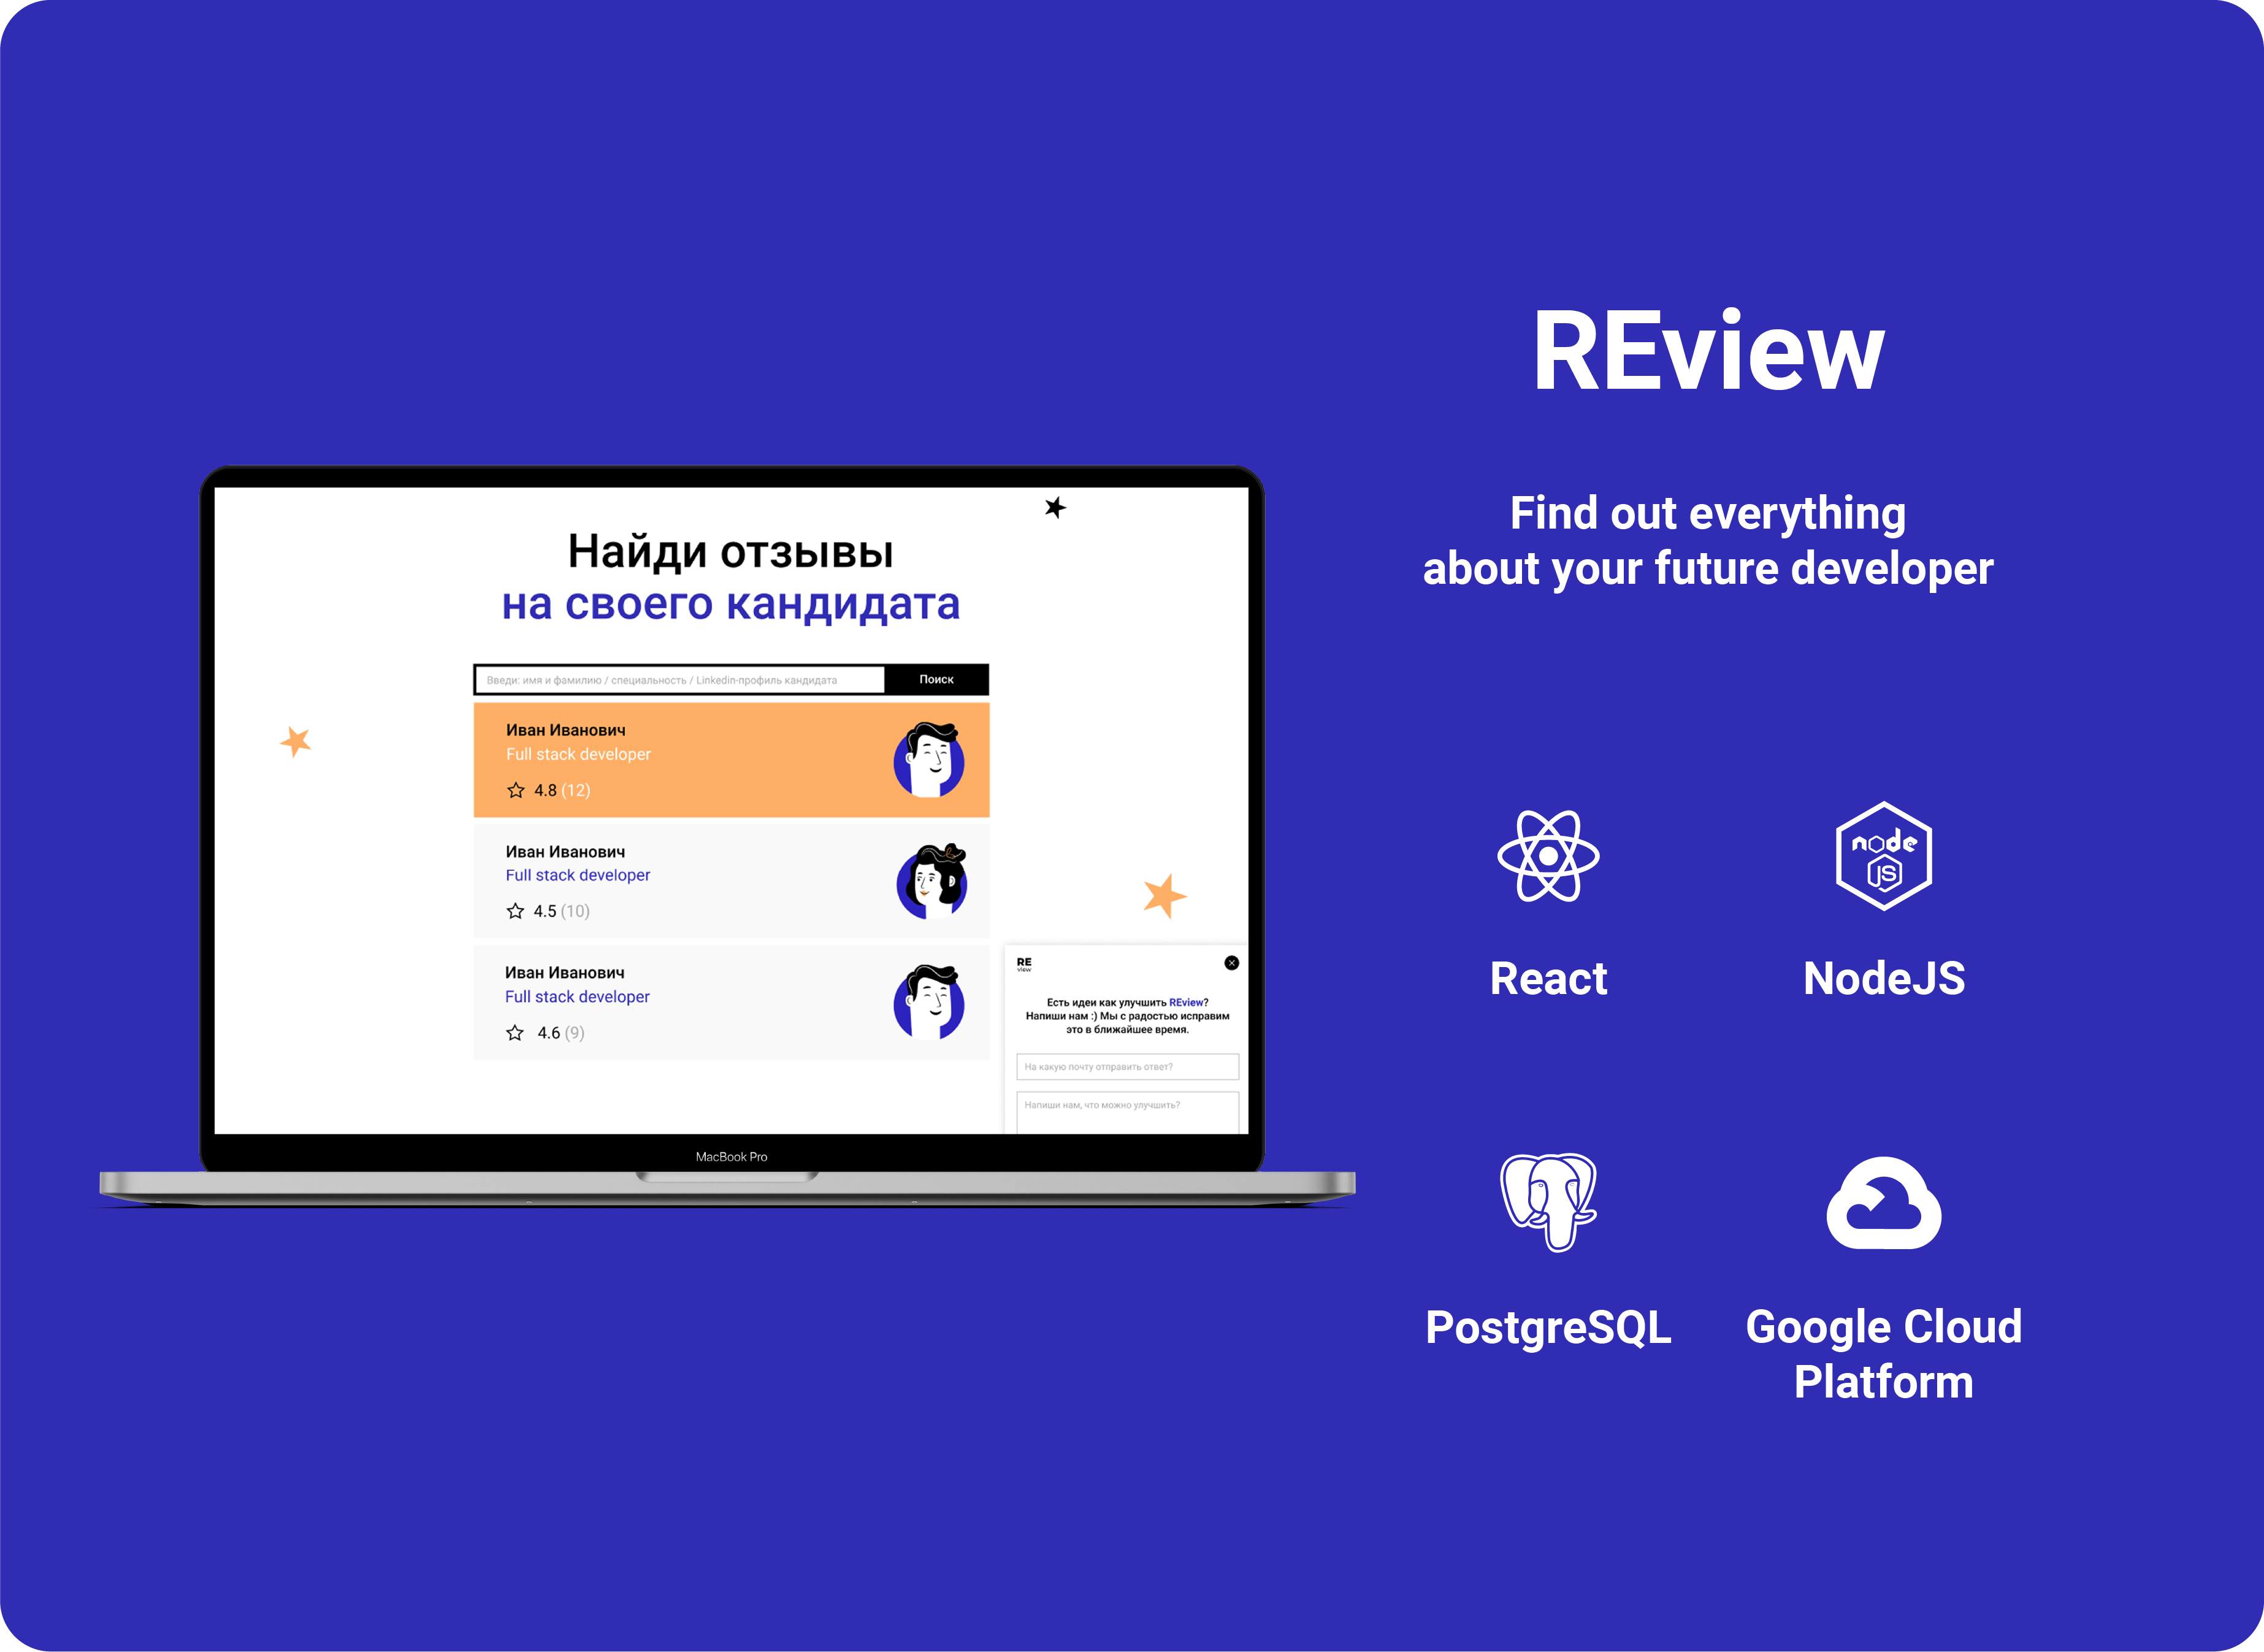 REview
Find out everything
about your future developer
Найди отзывы
на своего кандидата
Введи: имя и фамилию / специальность / Linkedin-профиль кандидата
Поиск
Иван Иванович
Full stack developer
4.8 (12)
Иван Иванович
Full stack developer
4.5 (10)
Иван Иванович
Full stack developer
4.6 (9)
RE
view
Есть идеи как улучшить REview?
Напиши нам :) Мы с радостью исправим
это в ближайшее время.
На какую почту отправить ответ?
Напиши нам, что можно улучшить?
MacBook Pro
node
JS
React
NodeJS
PostgreSQL
Google Cloud
Platform